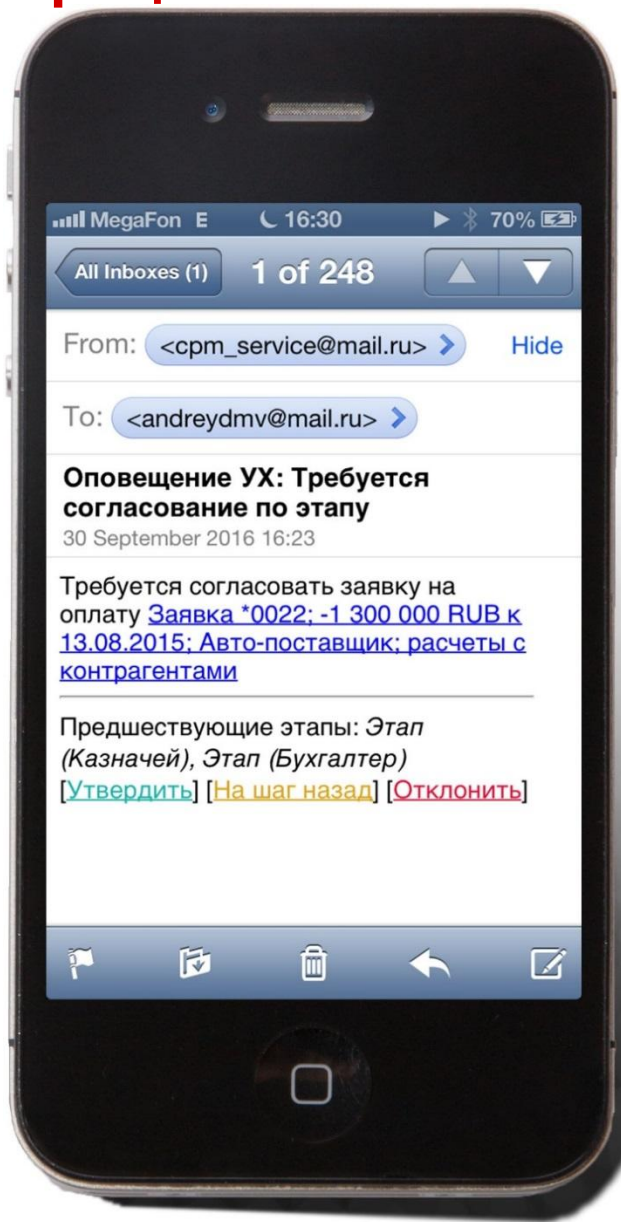 MegaFon E 16:30 70%
All Inboxes (1) 1 of 248
From: <cpm_service@mail.ru> Hide
To: <andreydmv@mail.ru>
Оповещение УХ: Требуется
согласование по этапу
30 September 2016 16:23
Требуется согласовать заявку на
оплату Заявка *0022; -1 300 000 RUB к
13.08.2015; Авто-поставщик; расчеты с
контрагентами
Предшествующие этапы: Этап
(Казначей), Этап (Бухгалтер)
[Утвердить] [На шаг назад] [Отклонить]